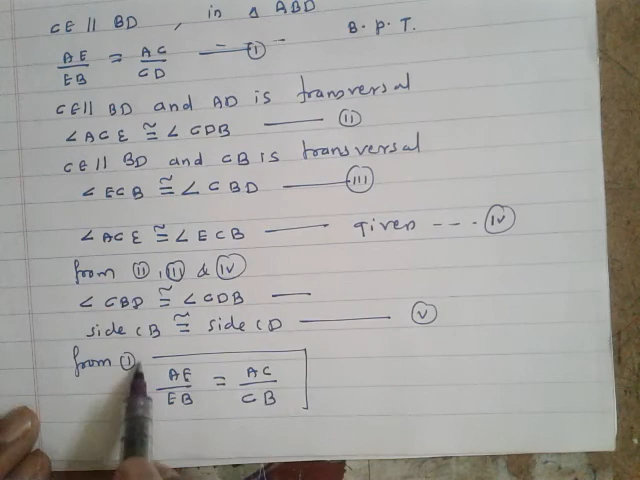 CE || BD , in △ ABD
AE/EB = AC/CD —— ①  B. P. T.
CE || BD and AD is transversal
∠ACE ≅ ∠CDB —— Ⅱ
CE || BD and CB is transversal
∠ECB ≅ ∠CBD —— Ⅲ
∠ACE ≅ ∠ECB —— given --- . Ⅳ
from Ⅱ , Ⅲ & Ⅳ
∠CBD ≅ ∠CDB —
side CB ≅ side CD —— Ⅴ
from ①
AE/EB = AC/CB